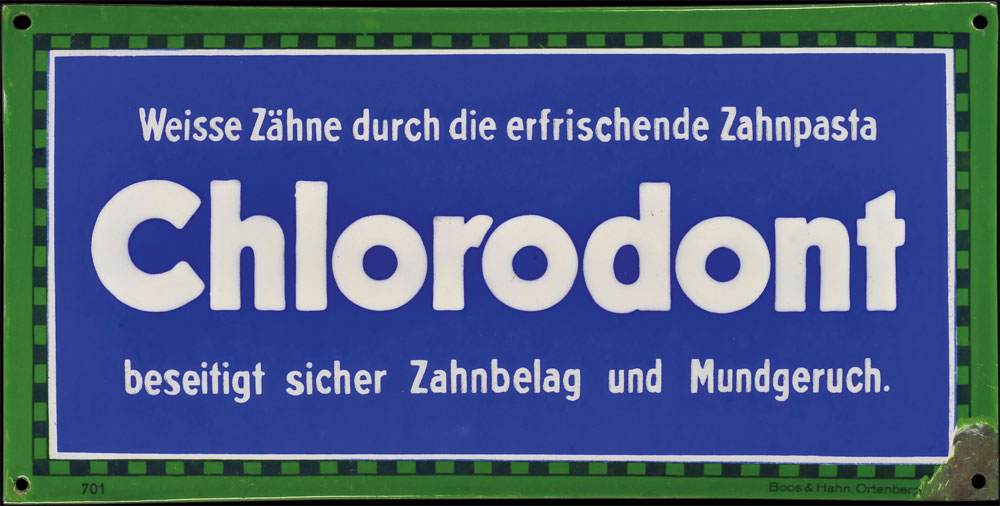 Weisse Zähne durch die erfrischende Zahnpasta
Chlorodont
beseitigt sicher Zahnbelag und Mundgeruch.
701
Boos & Hahn, Ortenberg